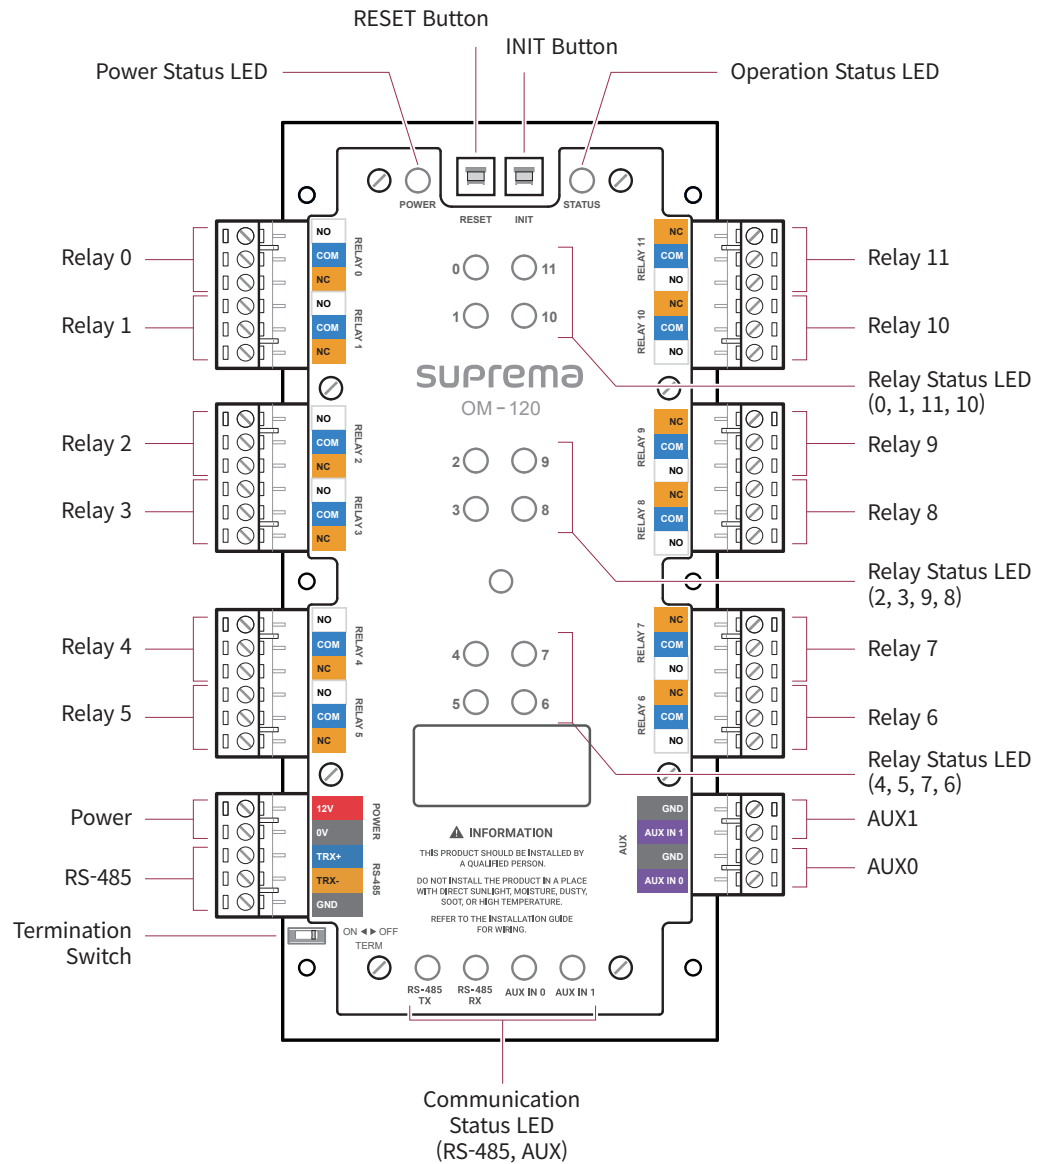 RESET Button
INIT Button
Power Status LED
Operation Status LED
POWER
RESET
INIT
STATUS
Relay 0
NO
COM
NC
RELAY 0
Relay 1
NO
COM
NC
RELAY 1
0
11
1
10
NC
COM
NO
RELAY 11
Relay 11
NC
COM
NO
RELAY 10
Relay 10
suprema
OM-120
Relay Status LED
(0, 1, 11, 10)
Relay 2
NO
COM
NC
RELAY 2
Relay 3
NO
COM
NC
RELAY 3
2
9
3
8
NC
COM
NO
RELAY 9
Relay 9
NC
COM
NO
RELAY 8
Relay 8
Relay Status LED
(2, 3, 9, 8)
Relay 4
NO
COM
NC
RELAY 4
Relay 5
NO
COM
NC
RELAY 5
4
7
5
6
NC
COM
NO
RELAY 7
Relay 7
NC
COM
NO
RELAY 6
Relay 6
Relay Status LED
(4, 5, 7, 6)
Power
12V
0V
POWER
RS-485
TRX+
TRX-
GND
RS-485
INFORMATION
THIS PRODUCT SHOULD BE INSTALLED BY
A QUALIFIED PERSON.
DO NOT INSTALL THE PRODUCT IN A PLACE
WITH DIRECT SUNLIGHT, MOISTURE, DUSTY,
SOOT, OR HIGH TEMPERATURE.
REFER TO THE INSTALLATION GUIDE
FOR WIRING.
GND
AUX IN 1
GND
AUX IN 0
AUX
AUX1
AUX0
Termination
Switch
ON ◀ ▶ OFF
TERM
RS-485
TX
RS-485
RX
AUX IN 0
AUX IN 1
Communication
Status LED
(RS-485, AUX)